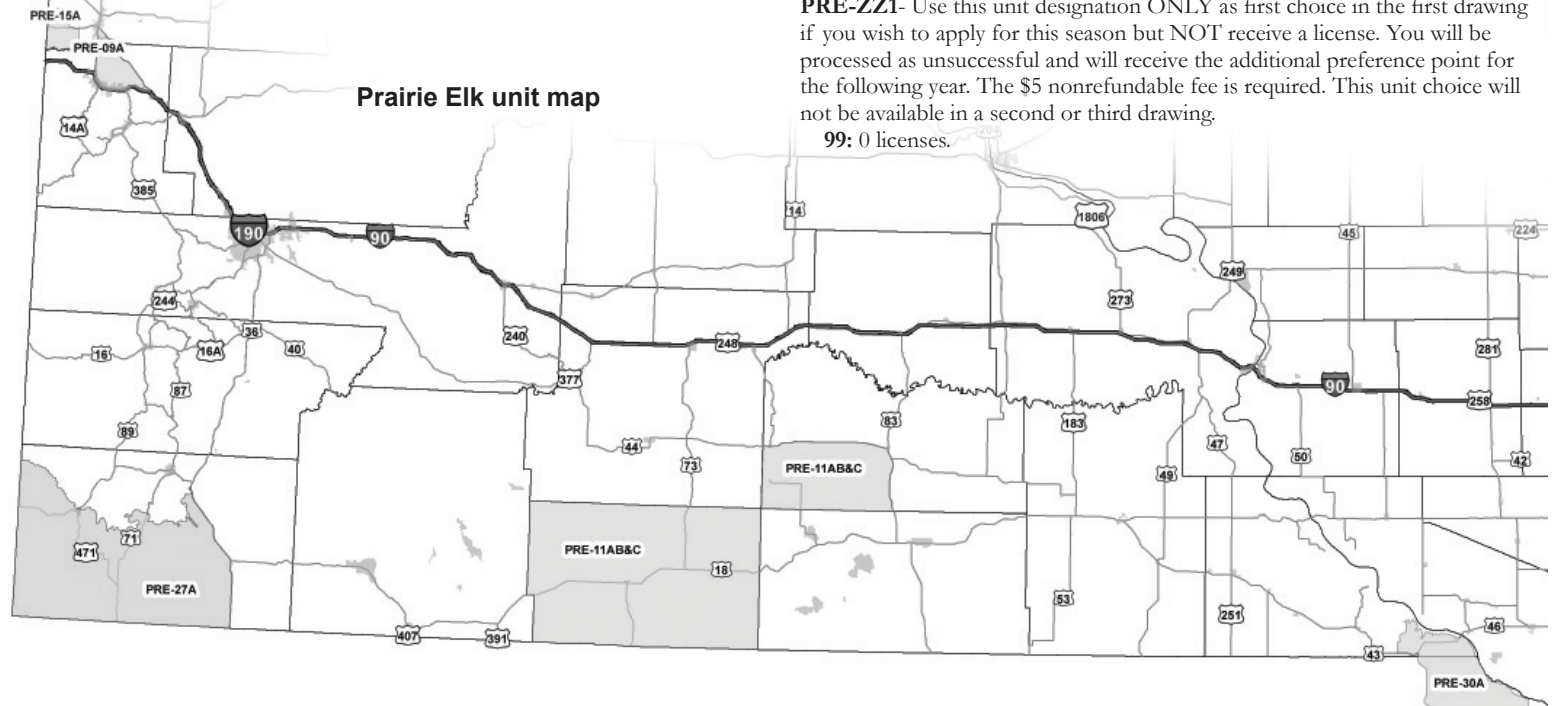 PRE-ZZ1- Use this unit designation ONLY as first choice in the first drawing
if you wish to apply for this season but NOT receive a license. You will be
processed as unsuccessful and will receive the additional preference point for
the following year. The $5 nonrefundable fee is required. This unit choice will
not be available in a second or third drawing.
99: 0 licenses.
PRE-15A
PRE-09A
Prairie Elk unit map
14A
385
190
90
14
1806
45
224
204
249
244
273
36
240
248
16
16A
40
281
377
87
90
258
89
83
183
44
47
73
PRE-11AB&C
50
42
49
471
71
PRE-11AB&C
18
PRE-27A
53
251
407
391
46
43
PRE-30A